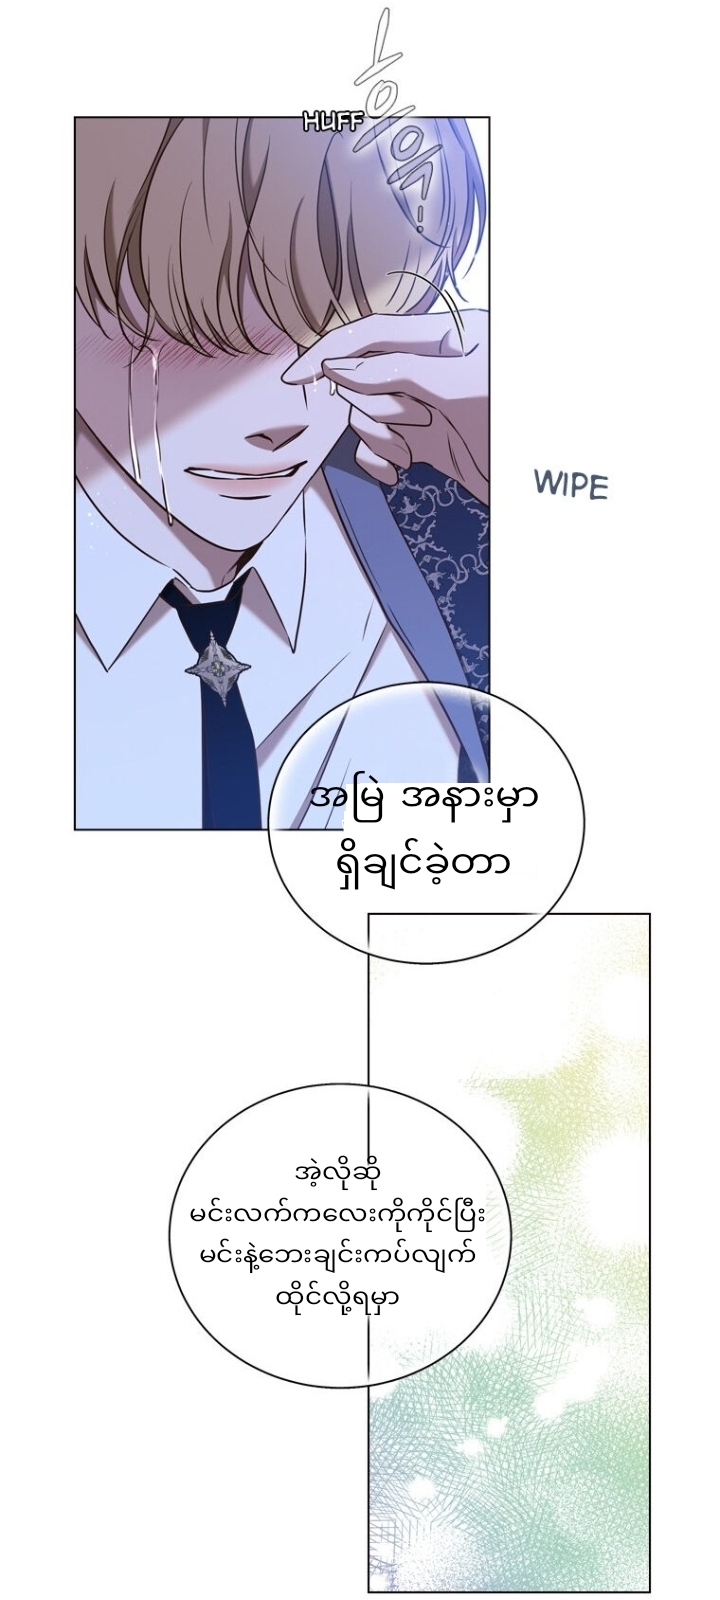 흐윽…!
HUFF
WIPE
အမြဲ အနားမှာ
ရှိချင်ခဲ့တာ
အဲ့လိုဆို
မင်းလက်ကလေးကိုကိုင်ပြီး
မင်းနဲ့ဘေးချင်းကပ်လျက်
ထိုင်လို့ရမှာ